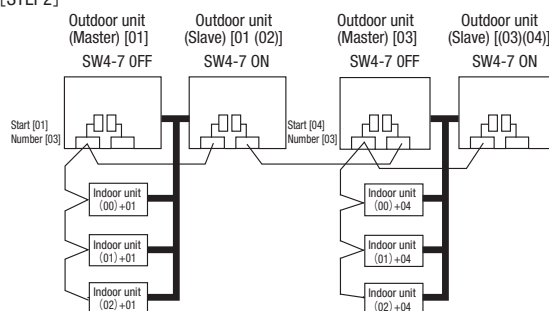 [STEP2]
Outdoor unit
(Master) [01]
SW4-7 OFF
Outdoor unit
(Slave) [01 (02)]
SW4-7 ON
Outdoor unit
(Master) [03]
SW4-7 OFF
Outdoor unit
(Slave) [(03)(04)]
SW4-7 ON
Start [01]
Number [03]
Start [04]
Number [03]
Indoor unit
(00)+01
Indoor unit
(01)+01
Indoor unit
(02)+01
Indoor unit
(00)+04
Indoor unit
(01)+04
Indoor unit
(02)+04